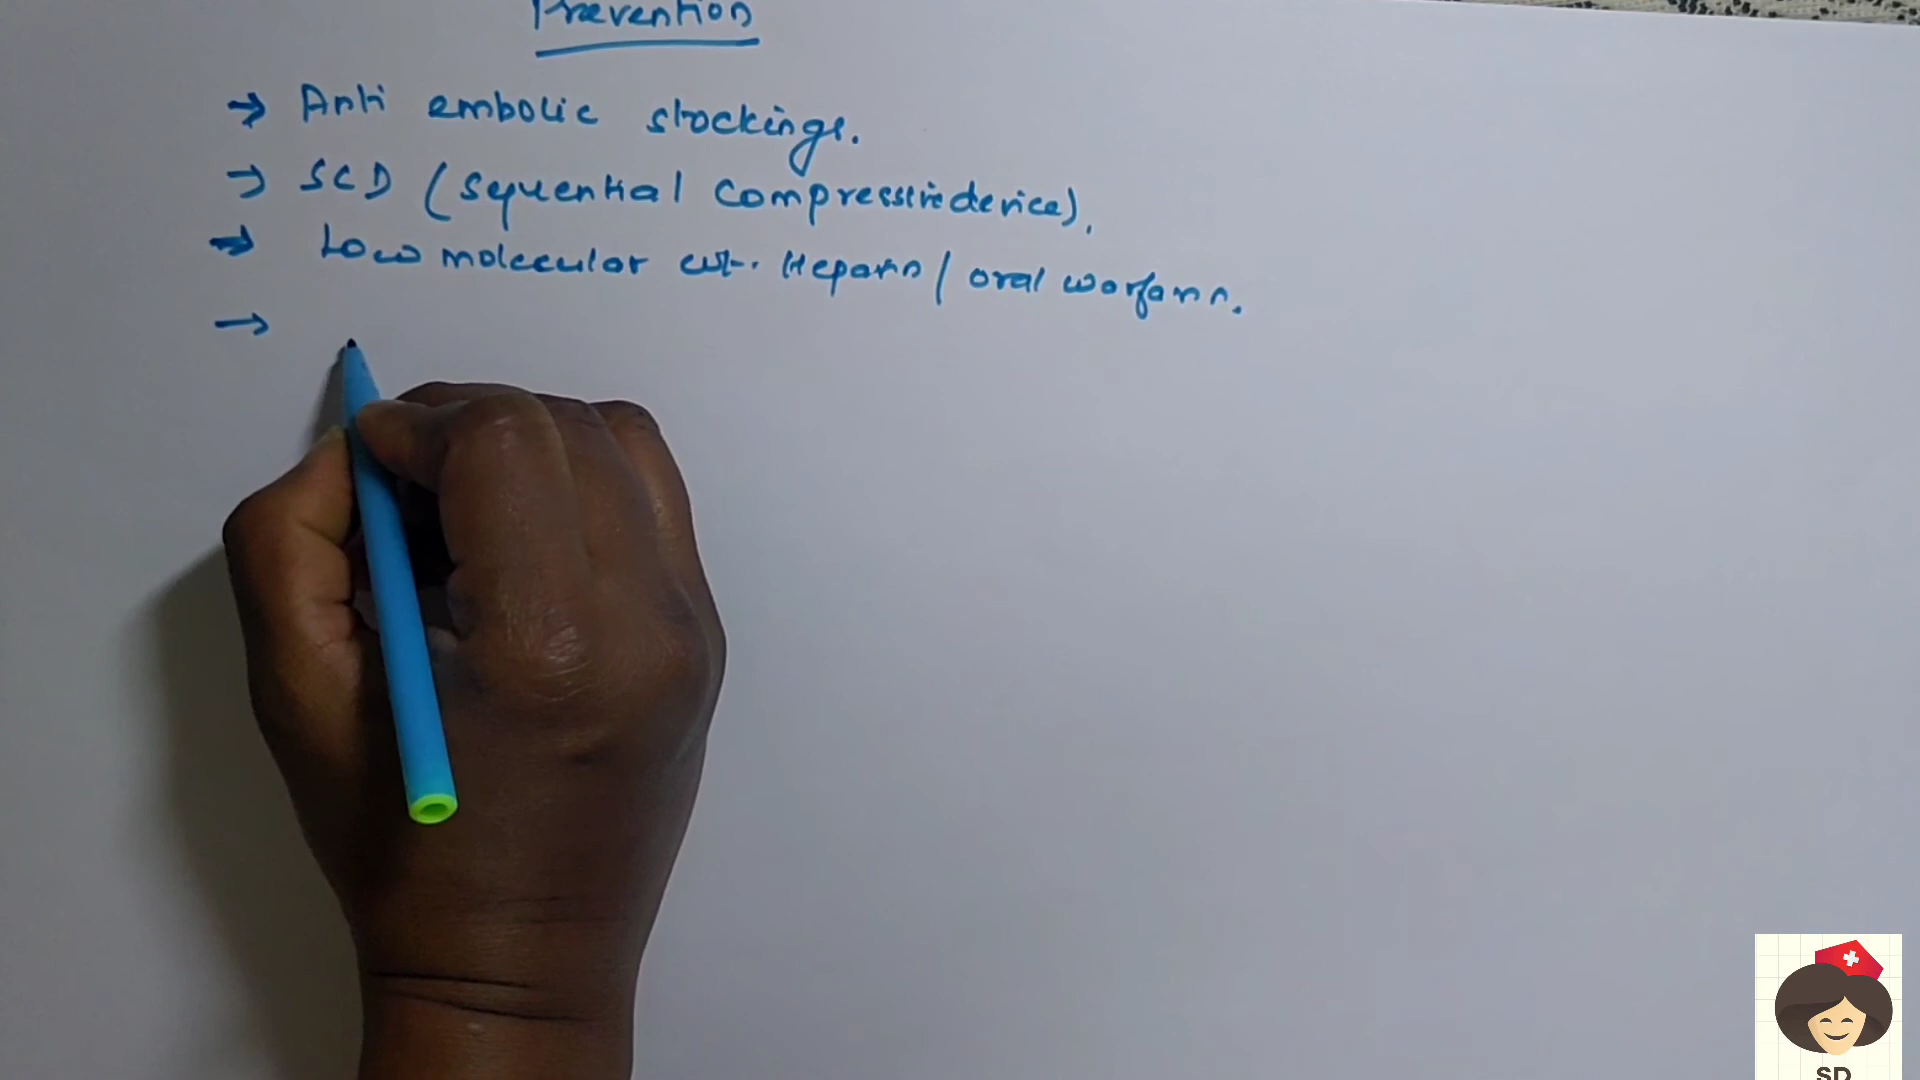 Prevention
→ Anti embolic stockings.
→ SCD (sequential compressive device).
→ Low molecular wt. Heparin / oral warfarin.
→
SD